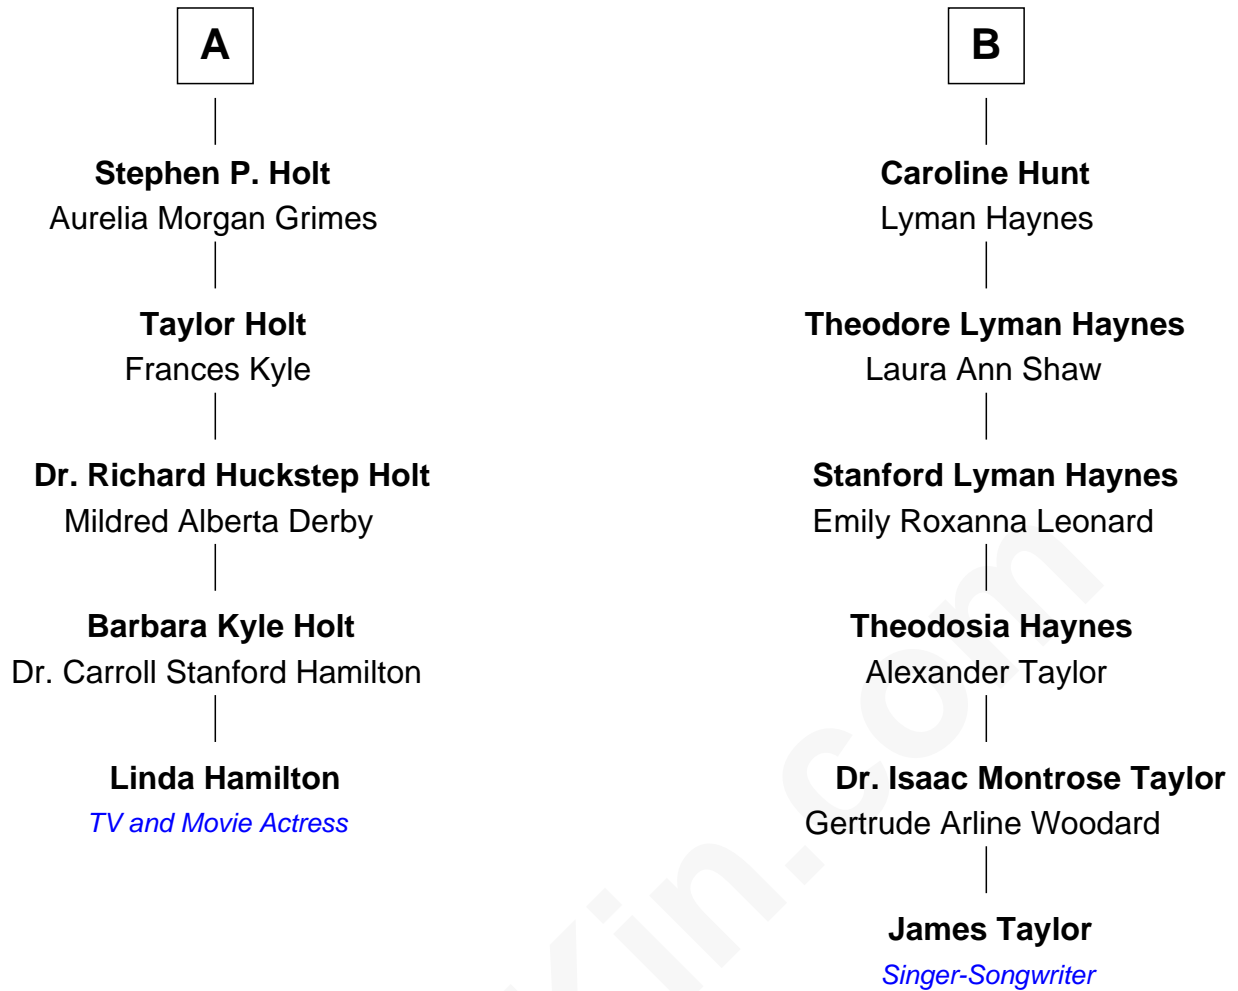 A
Stephen P. Holt
Aurelia Morgan Grimes
Taylor Holt
Frances Kyle
Dr. Richard Huckstep Holt
Mildred Alberta Derby
Barbara Kyle Holt
Dr. Carroll Stanford Hamilton
Linda Hamilton
TV and Movie Actress
B
Caroline Hunt
Lyman Haynes
Theodore Lyman Haynes
Laura Ann Shaw
Stanford Lyman Haynes
Emily Roxanna Leonard
Theodosia Haynes
Alexander Taylor
Dr. Isaac Montrose Taylor
Gertrude Arline Woodard
James Taylor
Singer-Songwriter